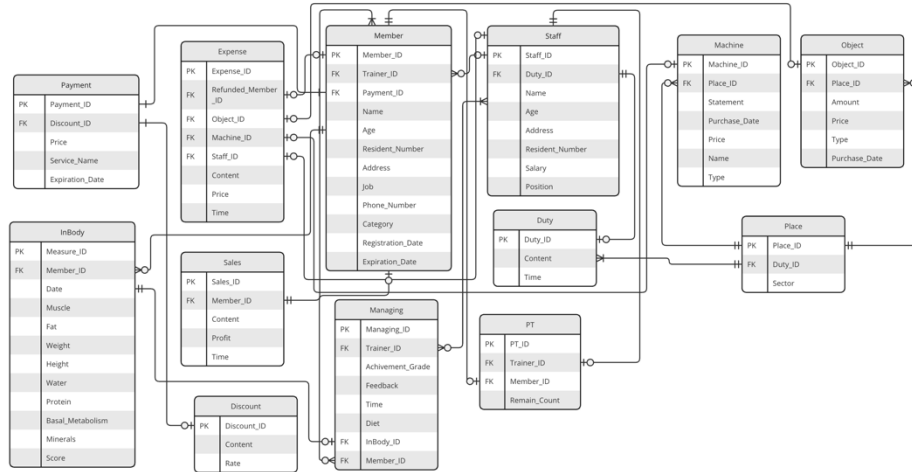 Payment
PK Payment_ID
FK Discount_ID
Price
Service_Name
Expiration_Date
InBody
PK Measure_ID
FK Member_ID
Date
Muscle
Fat
Weight
Height
Water
Protein
Basal_Metabolism
Minerals
Score
Expense
PK Expense_ID
FK Refunded_Member
_ID
FK Object_ID
FK Machine_ID
FK Staff_ID
Content
Price
Time
Sales
PK Sales_ID
FK Member_ID
Content
Profit
Time
Discount
PK Discount_ID
Content
Rate
Member
PK Member_ID
FK Trainer_ID
FK Payment_ID
Name
Age
Resident_Number
Address
Job
Phone_Number
Category
Registration_Date
Expiration_Date
Managing
PK Managing_ID
FK Trainer_ID
Achivement_Grade
Feedback
Time
Diet
FK InBody_ID
FK Member_ID
Staff
PK Staff_ID
FK Duty_ID
Name
Age
Address
Resident_Number
Salary
Position
Duty
PK Duty_ID
Content
Time
PT
PK PT_ID
FK Trainer_ID
FK Member_ID
Remain_Count
Machine
PK Machine_ID
FK Place_ID
Statement
Purchase_Date
Price
Name
Type
Object
PK Object_ID
FK Place_ID
Amount
Price
Type
Purchase_Date
Place
PK Place_ID
FK Duty_ID
Sector